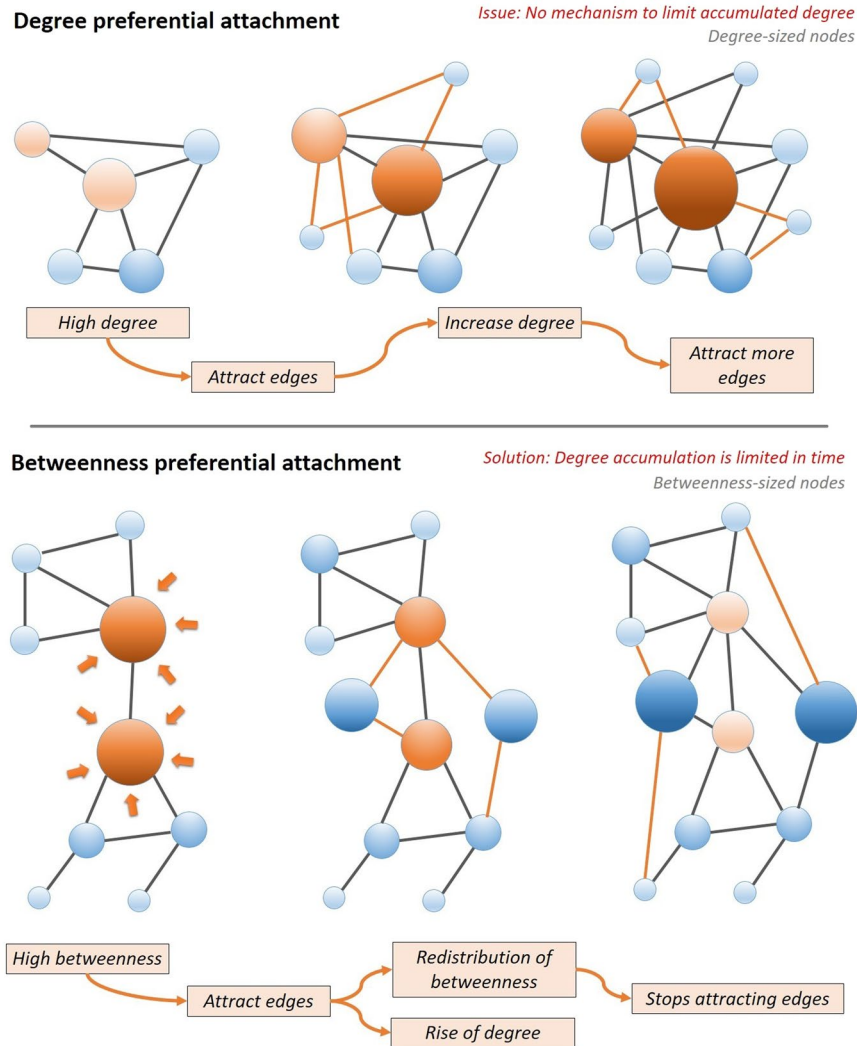 Degree preferential attachment
Issue: No mechanism to limit accumulated degree
Degree-sized nodes
High degree
Attract edges
Increase degree
Attract more
edges
Betweenness preferential attachment
Solution: Degree accumulation is limited in time
Betweenness-sized nodes
High betweenness
Attract edges
Redistribution of
betweenness
Rise of degree
Stops attracting edges